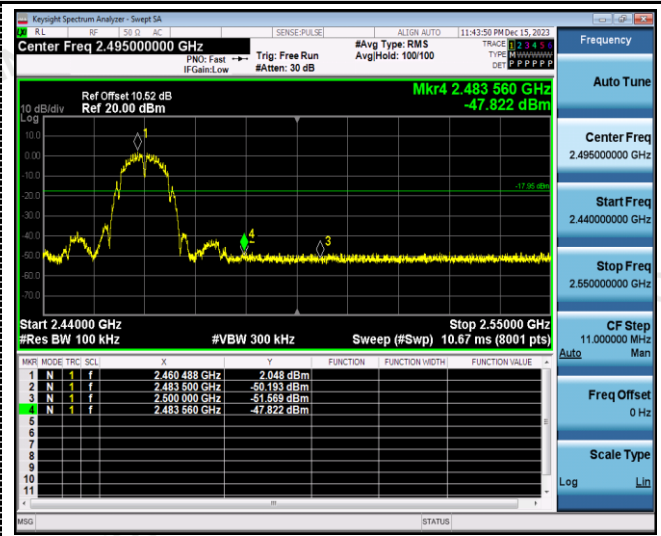 Keysight Spectrum Analyzer - Swept SA
RL RF 50 Ω AC SENSE:PULSE ALIGN AUTO 11:43:50 PM Dec 15, 2023
Center Freq 2.495000000 GHz
PNO: Fast Trig: Free Run #Avg Type: RMS TRACE 1 2 3 4 5 6
IFGain:Low #Atten: 30 dB Avg|Hold: 100/100 TYPE M WWWWW
DET P P P P P P
Ref Offset 10.52 dB Mkr4 2.483 560 GHz
10 dB/div Ref 20.00 dBm -47.822 dBm
Log
10.0
0.00
-10.0
-20.0
-30.0
-40.0
-50.0
-60.0
-70.0
1
4
3
-17.95 dBm
Start 2.44000 GHz Stop 2.55000 GHz
#Res BW 100 kHz #VBW 300 kHz Sweep (#Swp) 10.67 ms (8001 pts)
MKR MODE TRC SCL X Y FUNCTION FUNCTION WIDTH FUNCTION VALUE
1 N 1 f 2.460 488 GHz 2.048 dBm
2 N 1 f 2.483 500 GHz -50.193 dBm
3 N 1 f 2.500 000 GHz -51.569 dBm
4 N 1 f 2.483 560 GHz -47.822 dBm
5
6
7
8
9
10
11
MSG STATUS
Frequency
Auto Tune
Center Freq
2.495000000 GHz
Start Freq
2.440000000 GHz
Stop Freq
2.550000000 GHz
CF Step
11.000000 MHz
Auto Man
Freq Offset
0 Hz
Scale Type
Log Lin